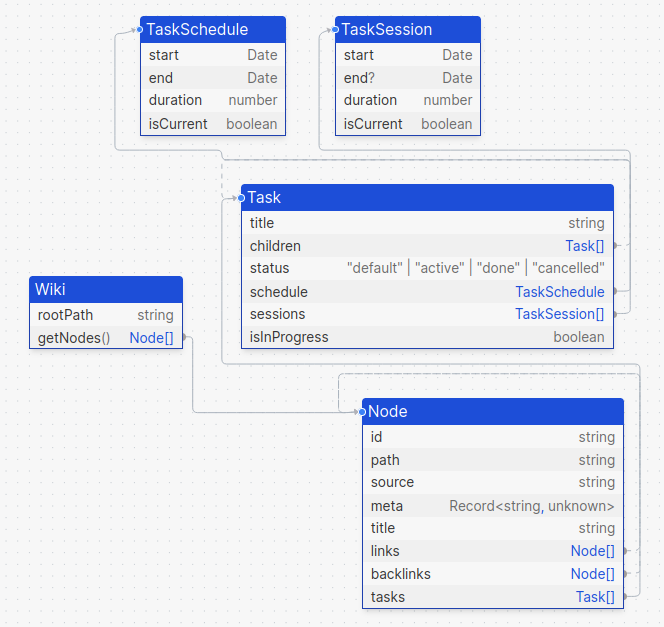 TaskSchedule
start Date
end Date
duration number
isCurrent boolean
TaskSession
start Date
end? Date
duration number
isCurrent boolean
Task
title string
children Task[]
status "default" | "active" | "done" | "cancelled"
schedule TaskSchedule
sessions TaskSession[]
isInProgress boolean
Wiki
rootPath string
getNodes() Node[]
Node
id string
path string
source string
meta Record<string, unknown>
title string
links Node[]
backlinks Node[]
tasks Task[]